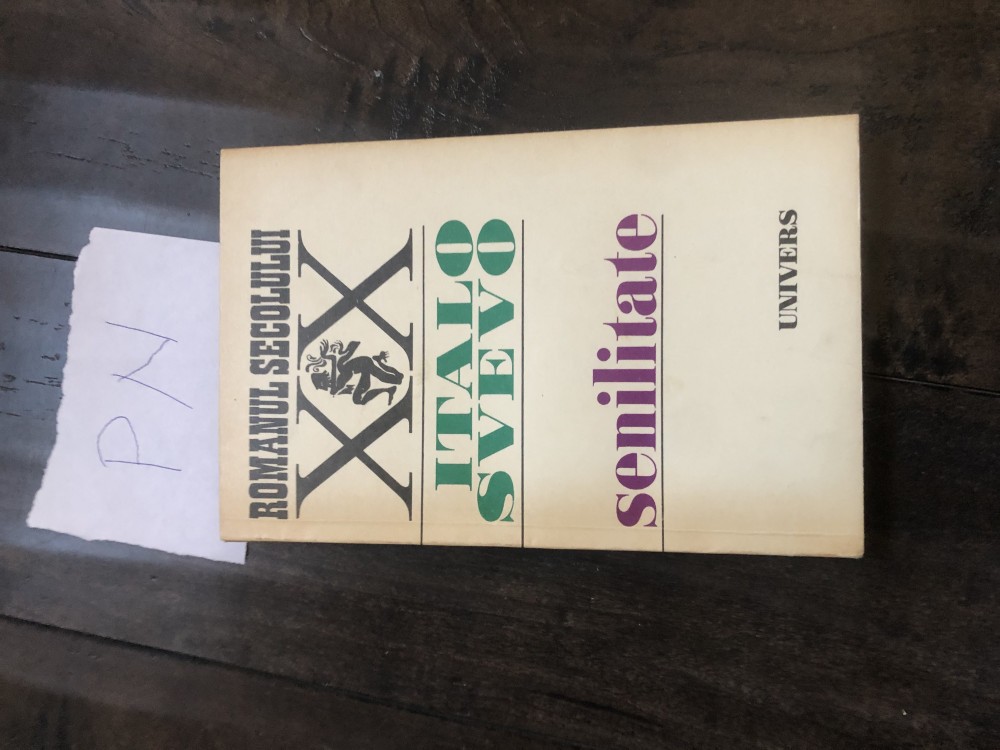 PN
ROMANUL SECOLULUI
XX
ITALO
SVEVO
senilitate
UNIVERS